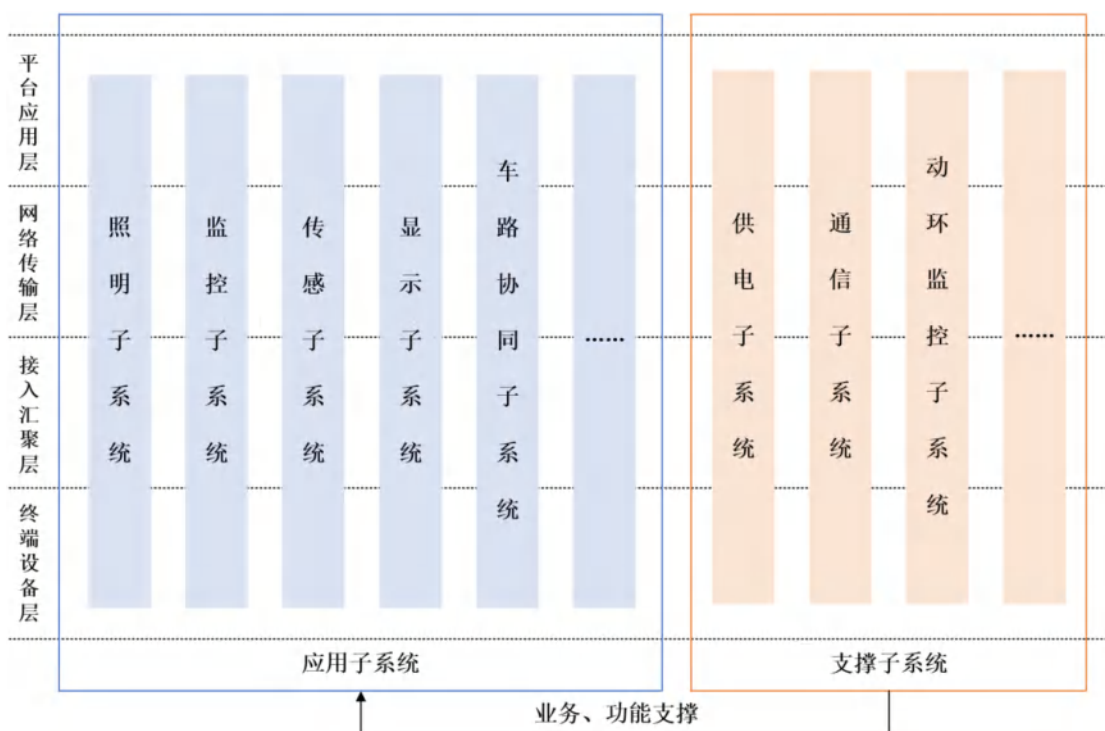 平台应用层
网络传输层
接入汇聚层
终端设备层
照明子系统
监控子系统
传感子系统
显示子系统
车路协同子系统
······
供电子系统
通信子系统
动环监控子系统
······
应用子系统
支撑子系统
业务、功能支撑